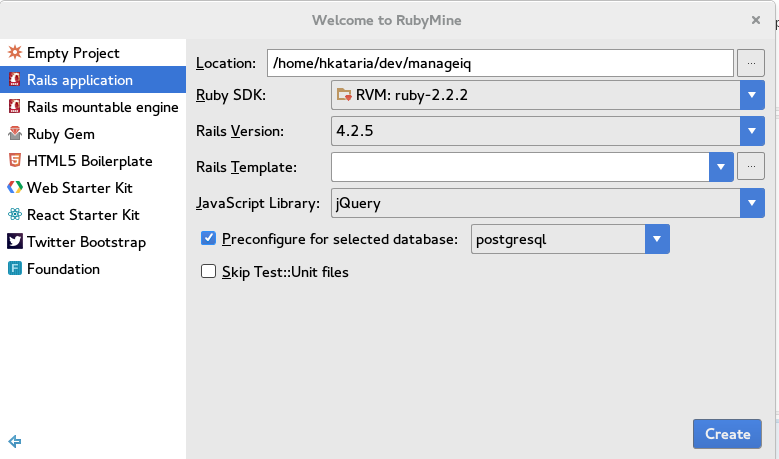 Welcome to RubyMine
Empty Project
Rails application
Rails mountable engine
Ruby Gem
HTML5 Boilerplate
Web Starter Kit
React Starter Kit
Twitter Bootstrap
Foundation
Location: /home/hkataria/dev/manageiq ...
Ruby SDK: RVM: ruby-2.2.2
Rails Version: 4.2.5
Rails Template: ...
JavaScript Library: jQuery
Preconfigure for selected database: postgresql
Skip Test::Unit files
Create